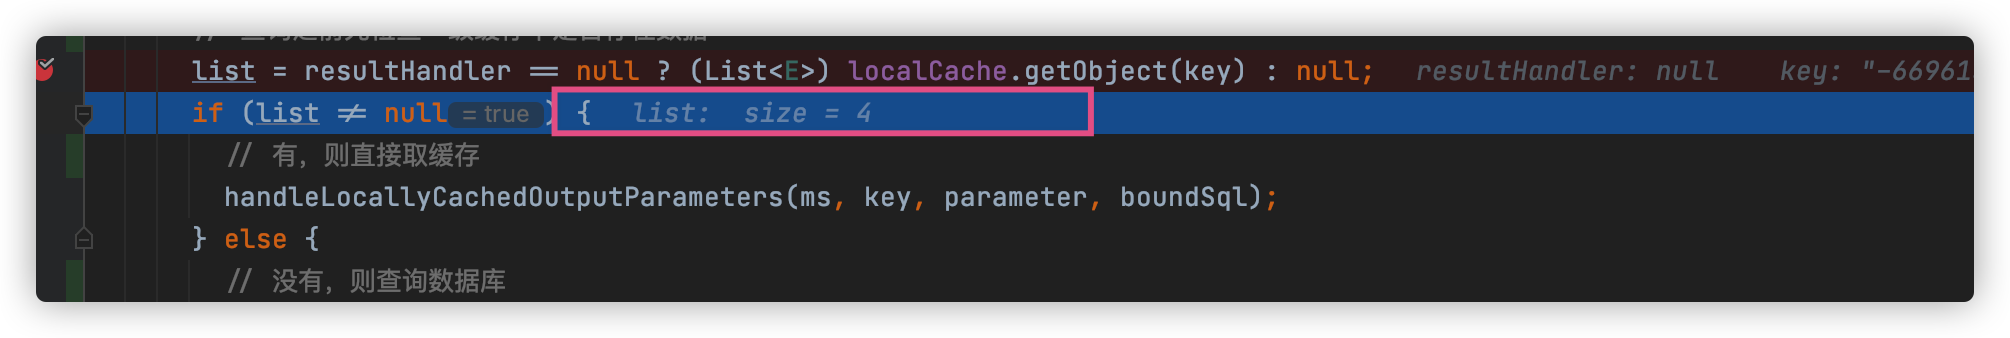 list = resultHandler == null ? (List<E>) localCache.getObject(key) : null; resultHandler: null key: "-66961
if (list != null = true ) { list: size = 4
// 有，则直接取缓存
handleLocallyCachedOutputParameters(ms, key, parameter, boundSql);
} else {
// 没有，则查询数据库